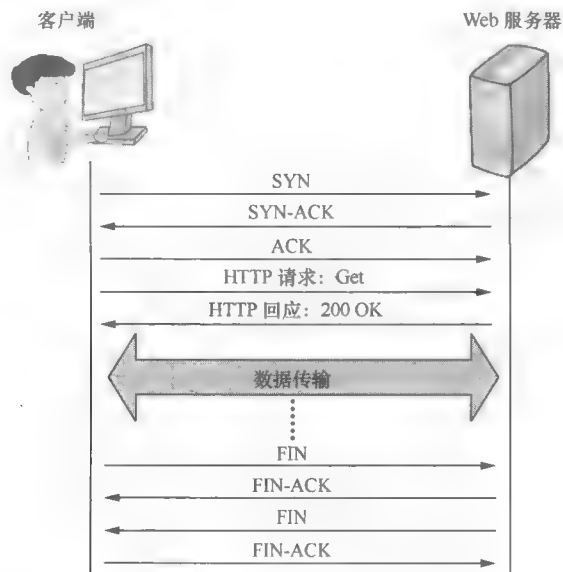 客户端
Web 服务器
SYN
SYN-ACK
ACK
HTTP 请求：Get
HTTP 回应：200 OK
数据传输
FIN
FIN-ACK
FIN
FIN-ACK